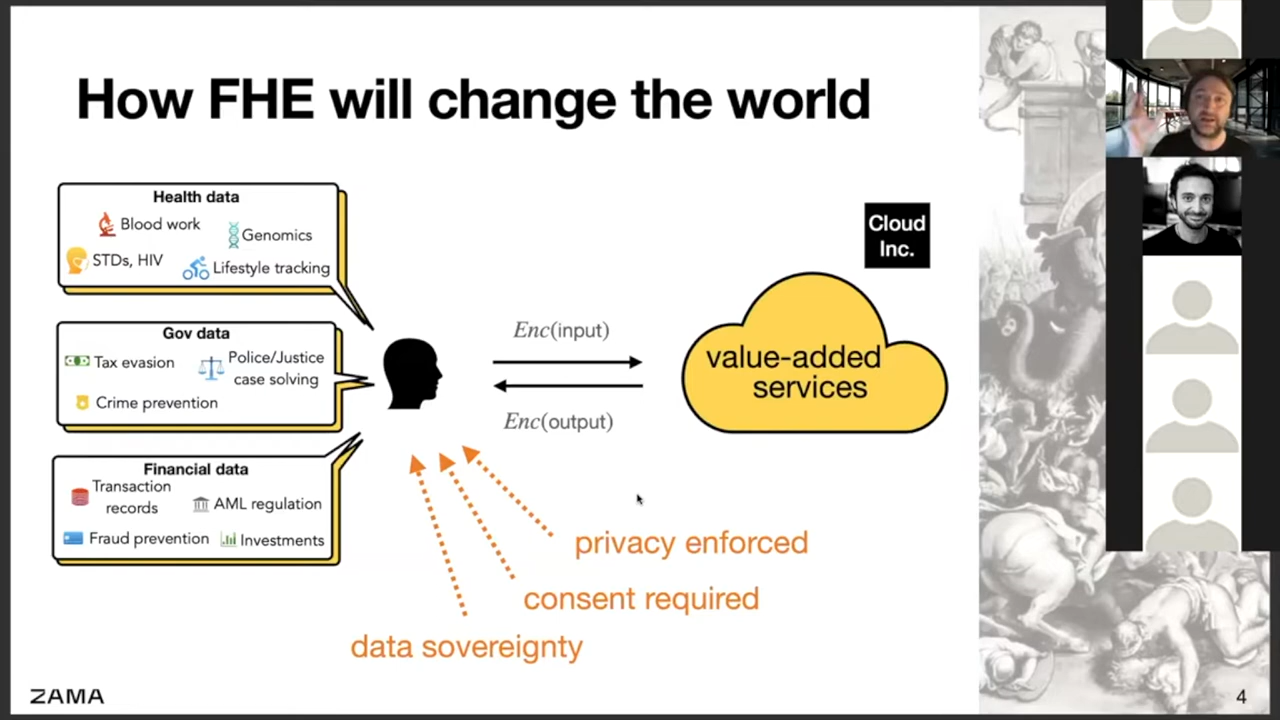 How FHE will change the world
Health data
Blood work
Genomics
STDs, HIV
Lifestyle tracking
Gov data
Tax evasion
Police/Justice
case solving
Crime prevention
Financial data
Transaction
records
AML regulation
Fraud prevention
Investments
Enc(input)
Enc(output)
Cloud
Inc.
value-added
services
privacy enforced
consent required
data sovereignty
ZAMA
4